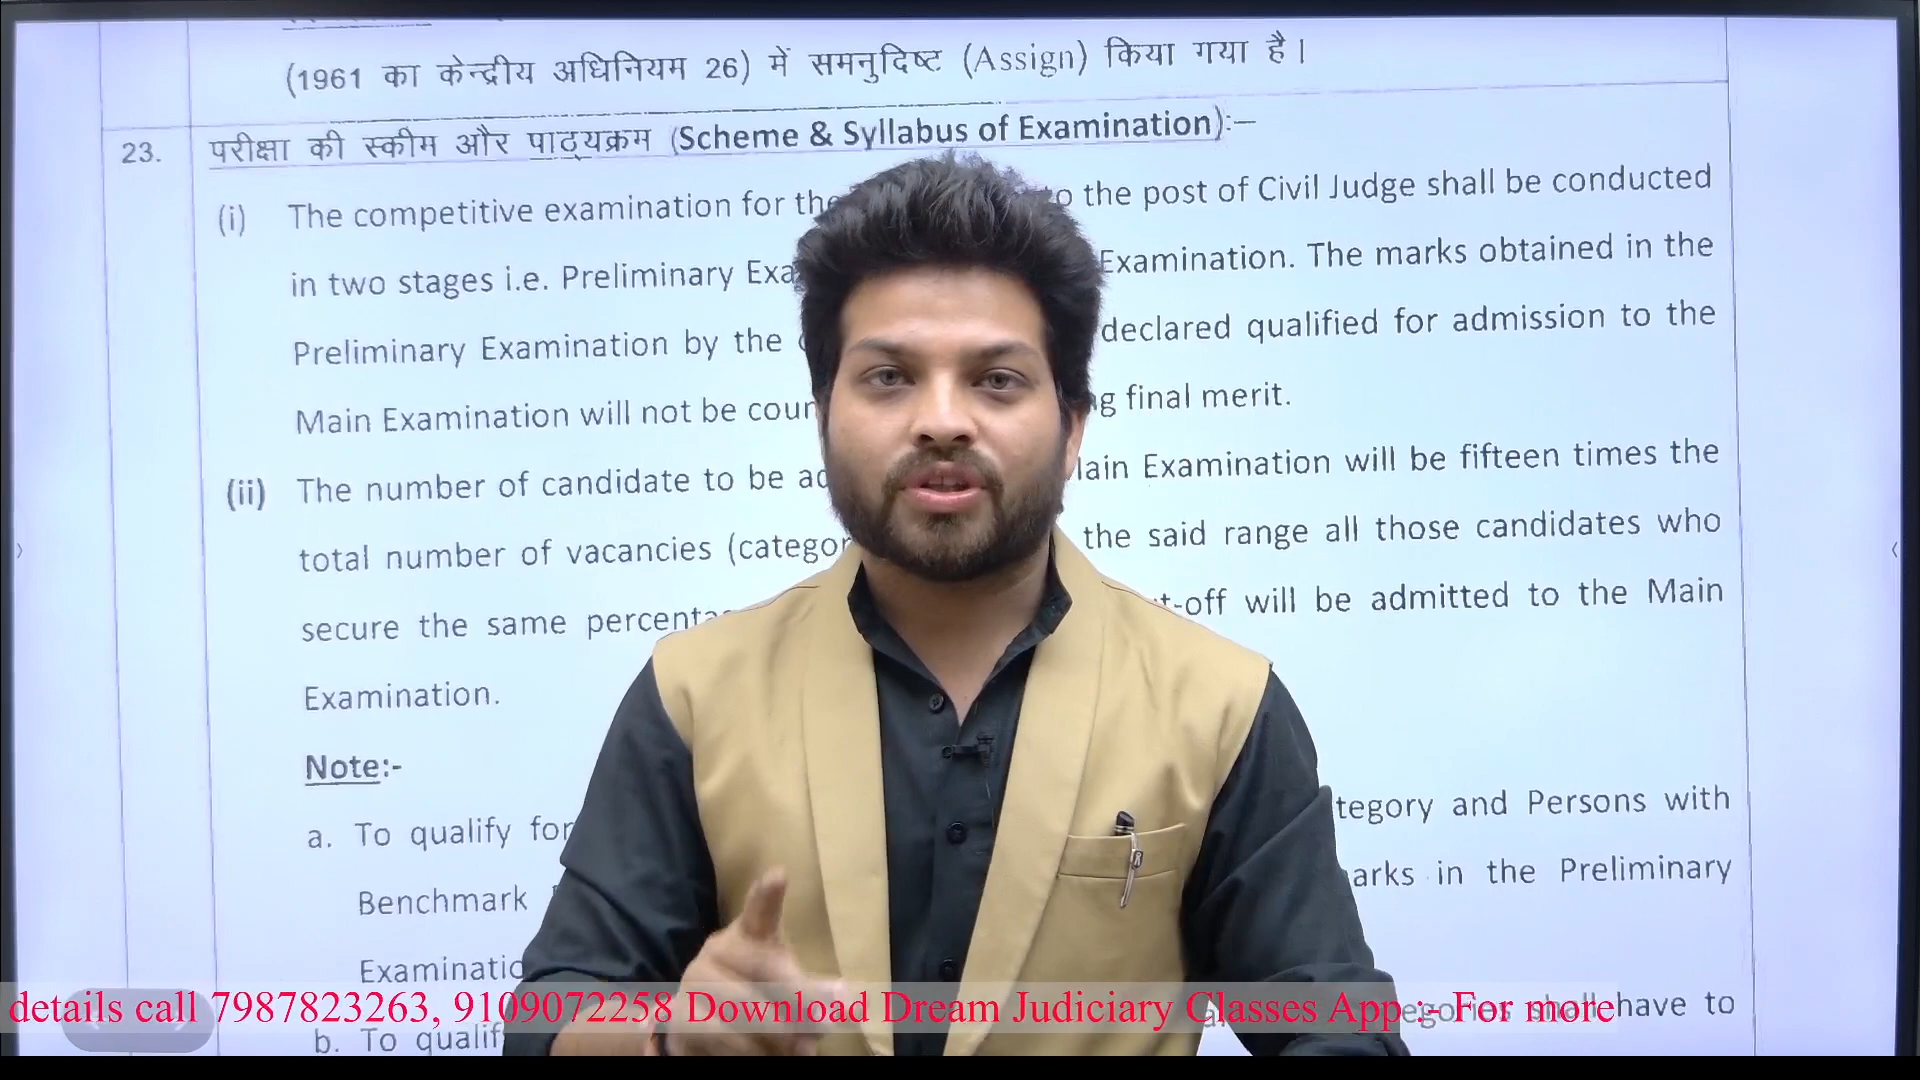 (1961 का केन्द्रीय अधिनियम 26) में समनुदिष्ट (Assign) किया गया है।
23. परीक्षा की स्कीम और पाठ्यक्रम (Scheme & Syllabus of Examination):–
(i) The competitive examination for the to the post of Civil Judge shall be conducted
in two stages i.e. Preliminary Exa Examination. The marks obtained in the
Preliminary Examination by the declared qualified for admission to the
Main Examination will not be coun g final merit.
(ii) The number of candidate to be ad Main Examination will be fifteen times the
total number of vacancies (categor the said range all those candidates who
secure the same percenta t-off will be admitted to the Main
Examination.
Note:-
a. To qualify for tegory and Persons with
Benchmark arks in the Preliminary
Examinatio
details call 7987823263, 9109072258 Download Dream Judiciary Classes App :- For more
shall have to
b. To qualif